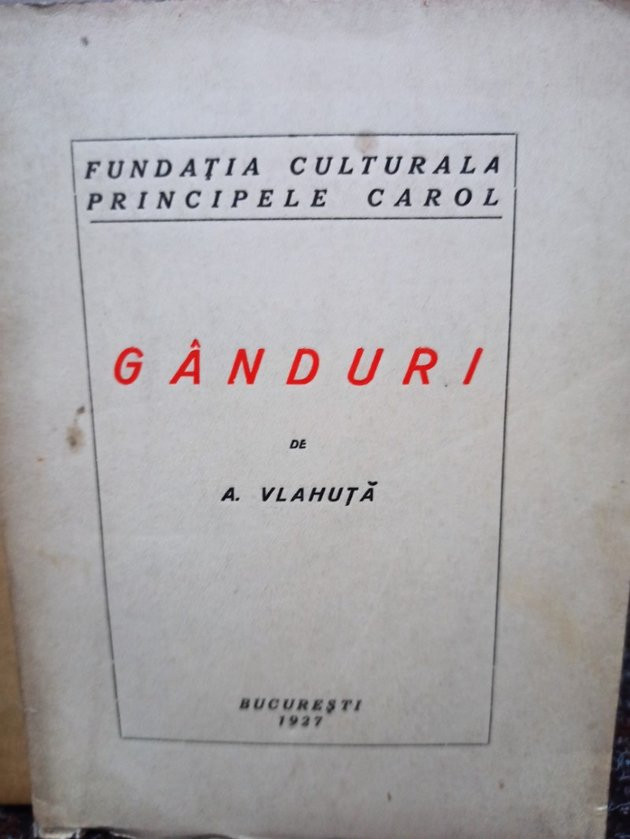 FUNDAȚIA CULTURALA
PRINCIPELE CAROL
GÂNDURI
DE
A. VLAHUȚĂ
BUCUREȘTI
1927